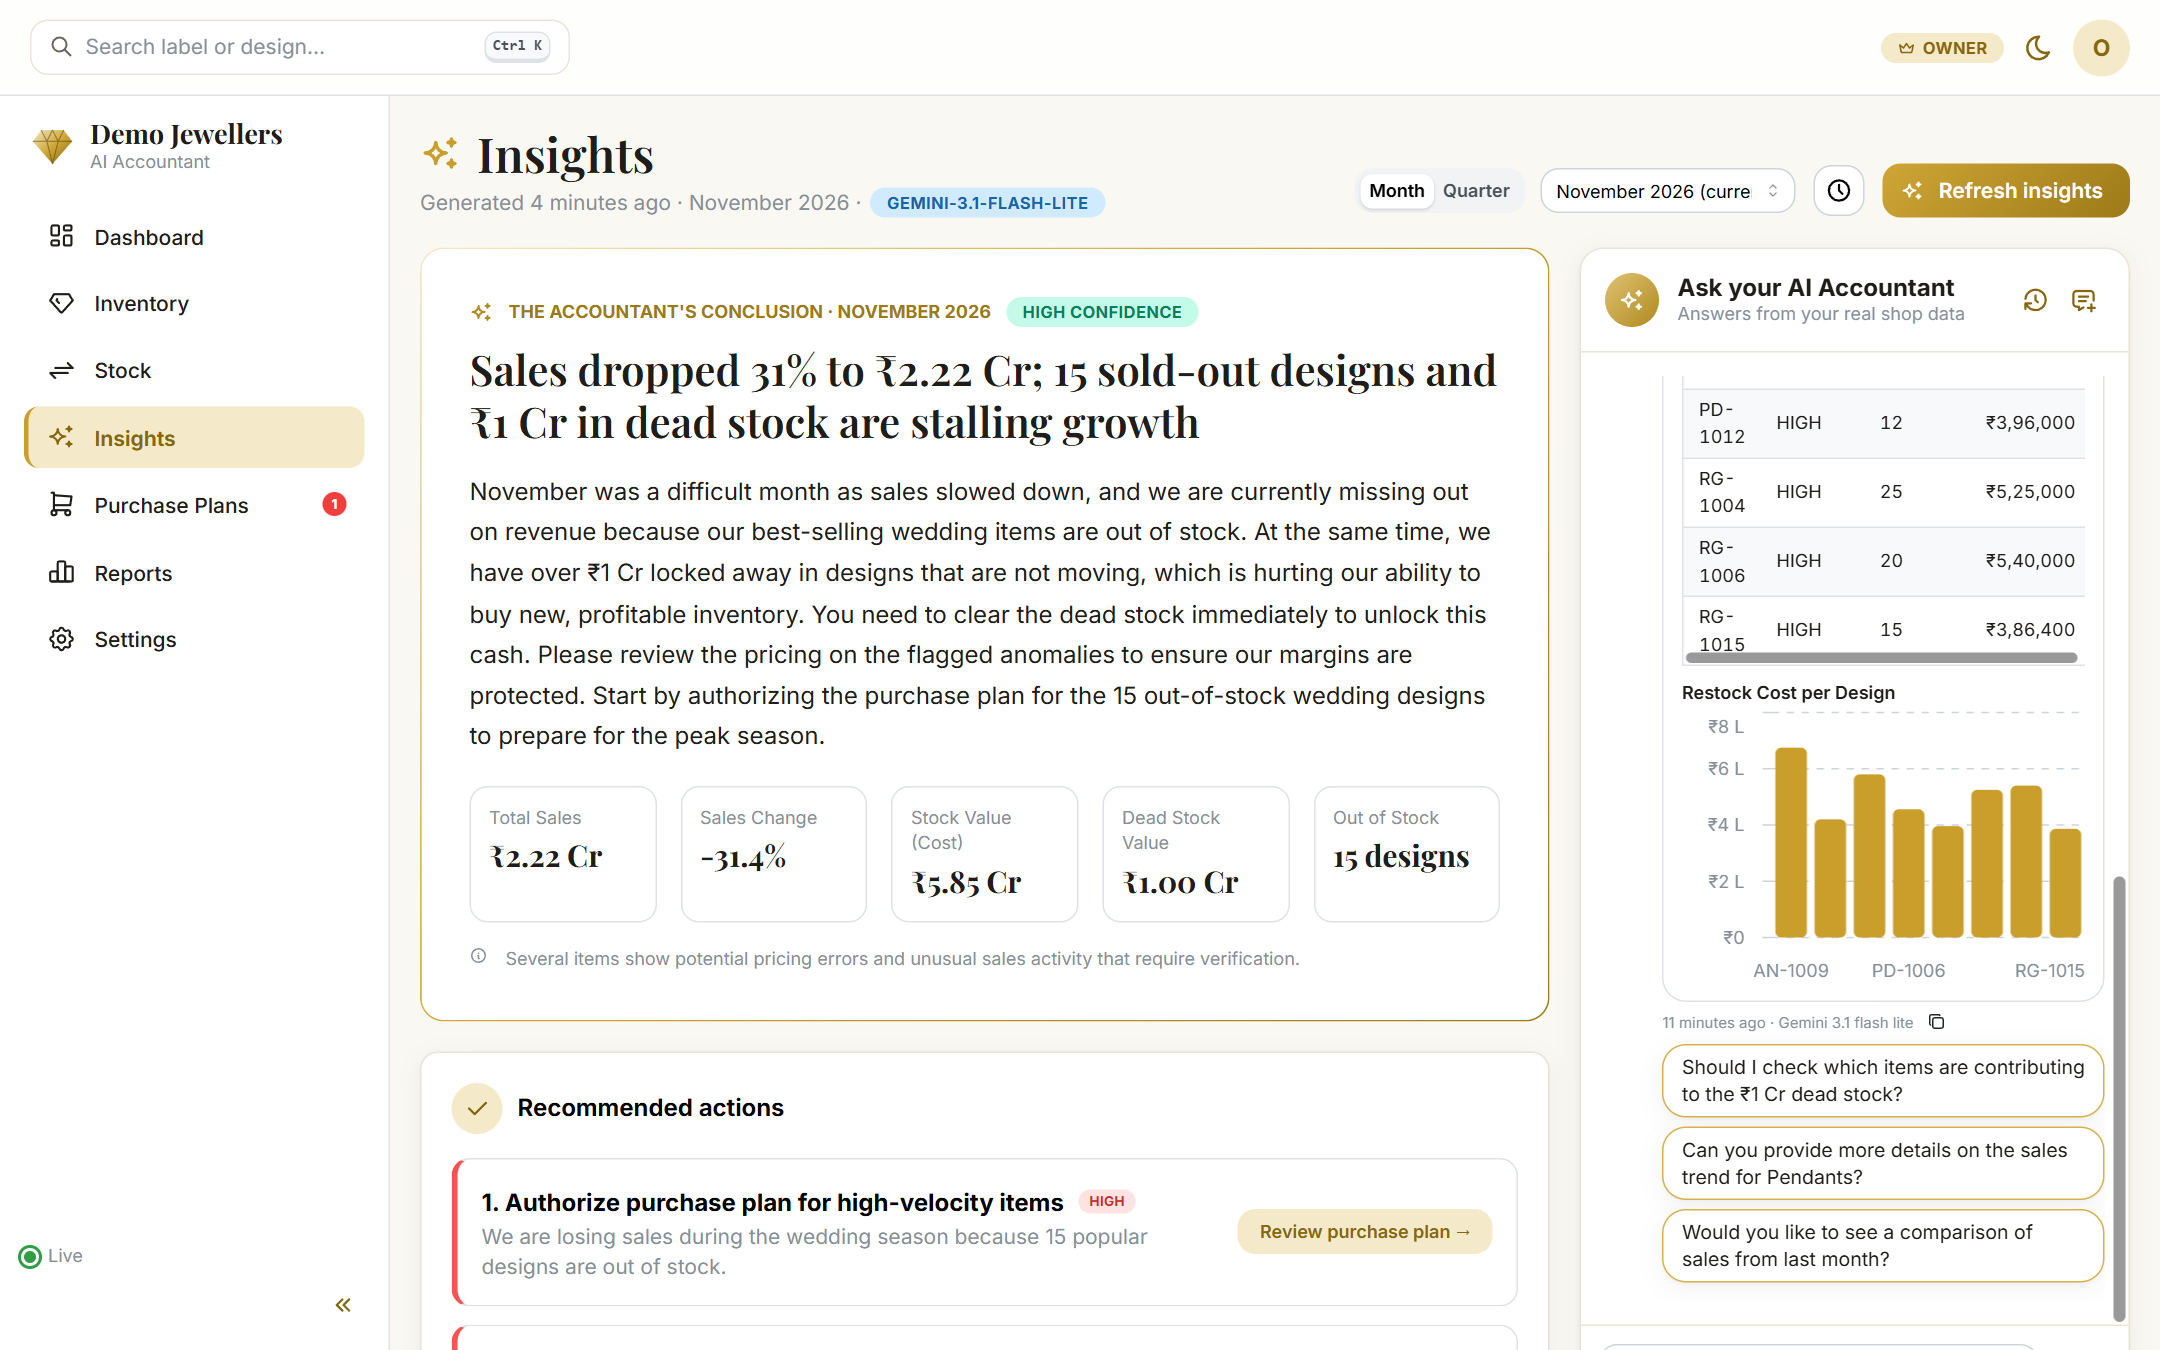 Search label or design...
Ctrl K
OWNER
O
Demo Jewellers
AI Accountant
Dashboard
Inventory
Stock
Insights
Purchase Plans
1
Reports
Settings
Live
Insights
Generated 4 minutes ago · November 2026 ·
GEMINI-3.1-FLASH-LITE
Month
Quarter
November 2026 (curre
Refresh insights
THE ACCOUNTANT'S CONCLUSION · NOVEMBER 2026
HIGH CONFIDENCE
Sales dropped 31% to ₹2.22 Cr; 15 sold-out designs and
₹1 Cr in dead stock are stalling growth
November was a difficult month as sales slowed down, and we are currently missing out
on revenue because our best-selling wedding items are out of stock. At the same time, we
have over ₹1 Cr locked away in designs that are not moving, which is hurting our ability to
buy new, profitable inventory. You need to clear the dead stock immediately to unlock this
cash. Please review the pricing on the flagged anomalies to ensure our margins are
protected. Start by authorizing the purchase plan for the 15 out-of-stock wedding designs
to prepare for the peak season.
Total Sales
₹2.22 Cr
Sales Change
-31.4%
Stock Value
(Cost)
₹5.85 Cr
Dead Stock
Value
₹1.00 Cr
Out of Stock
15 designs
Several items show potential pricing errors and unusual sales activity that require verification.
Recommended actions
1. Authorize purchase plan for high-velocity items
HIGH
We are losing sales during the wedding season because 15 popular
designs are out of stock.
Review purchase plan →
Ask your AI Accountant
Answers from your real shop data
PD-
1012
HIGH
12
₹3,96,000
RG-
1004
HIGH
25
₹5,25,000
RG-
1006
HIGH
20
₹5,40,000
RG-
1015
HIGH
15
₹3,86,400
Restock Cost per Design
₹8 L
₹6 L
₹4 L
₹2 L
₹0
AN-1009
PD-1006
RG-1015
11 minutes ago · Gemini 3.1 flash lite
Should I check which items are contributing
to the ₹1 Cr dead stock?
Can you provide more details on the sales
trend for Pendants?
Would you like to see a comparison of
sales from last month?